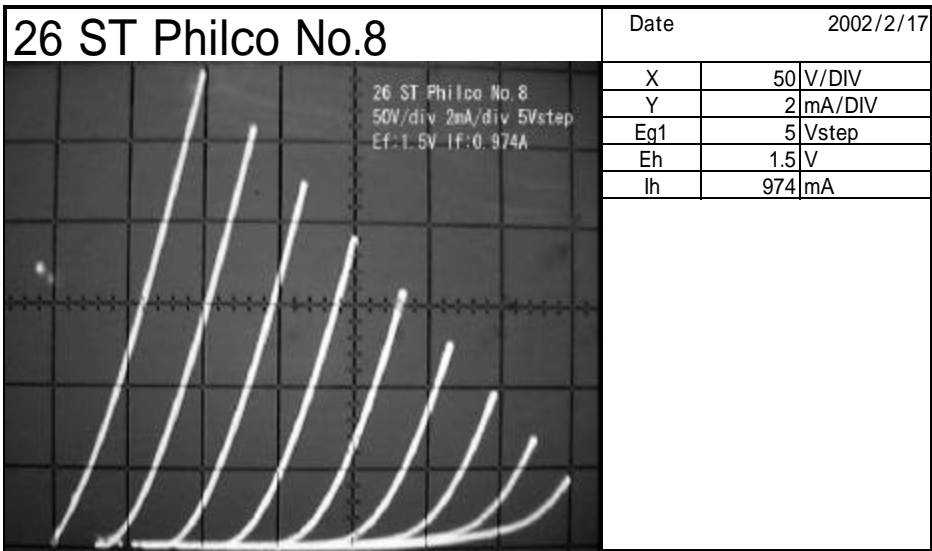 26 ST Philco No.8
Date 2002/2/17
26 ST Philco No.8
50V/div 2mA/div 5Vstep
Ef:1.5V If:0.974A
X 50 V/DIV
Y 2 mA/DIV
Eg1 5 Vstep
Eh 1.5 V
Ih 974 mA